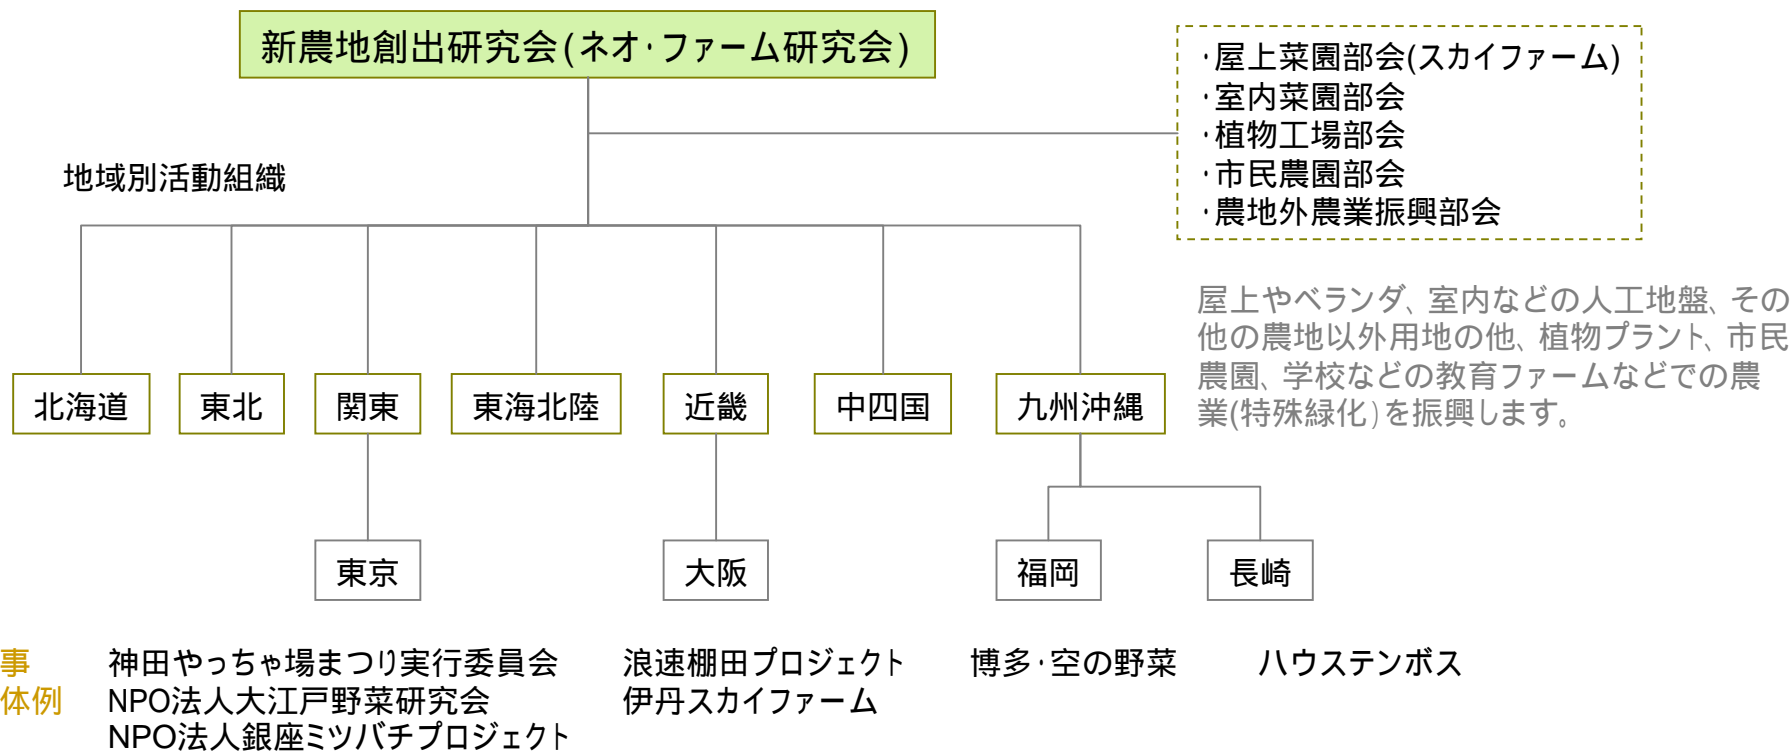 新農地創出研究会(ネオ・ファーム研究会)
・屋上菜園部会(スカイファーム)
・室内菜園部会
・植物工場部会
・市民農園部会
・農地外農業振興部会
地域別活動組織
屋上やベランダ、室内などの人工地盤、その
他の農地以外用地の他、植物プラント、市民
農園、学校などの教育ファームなどでの農
業(特殊緑化)を振興します。
北海道
東北
関東
東海北陸
近畿
中四国
九州沖縄
東京
大阪
福岡
長崎
事
体例
神田やっちゃ場まつり実行委員会
NPO法人大江戸野菜研究会
NPO法人銀座ミツバチプロジェクト
浪速棚田プロジェクト
伊丹スカイファーム
博多・空の野菜
ハウステンボス